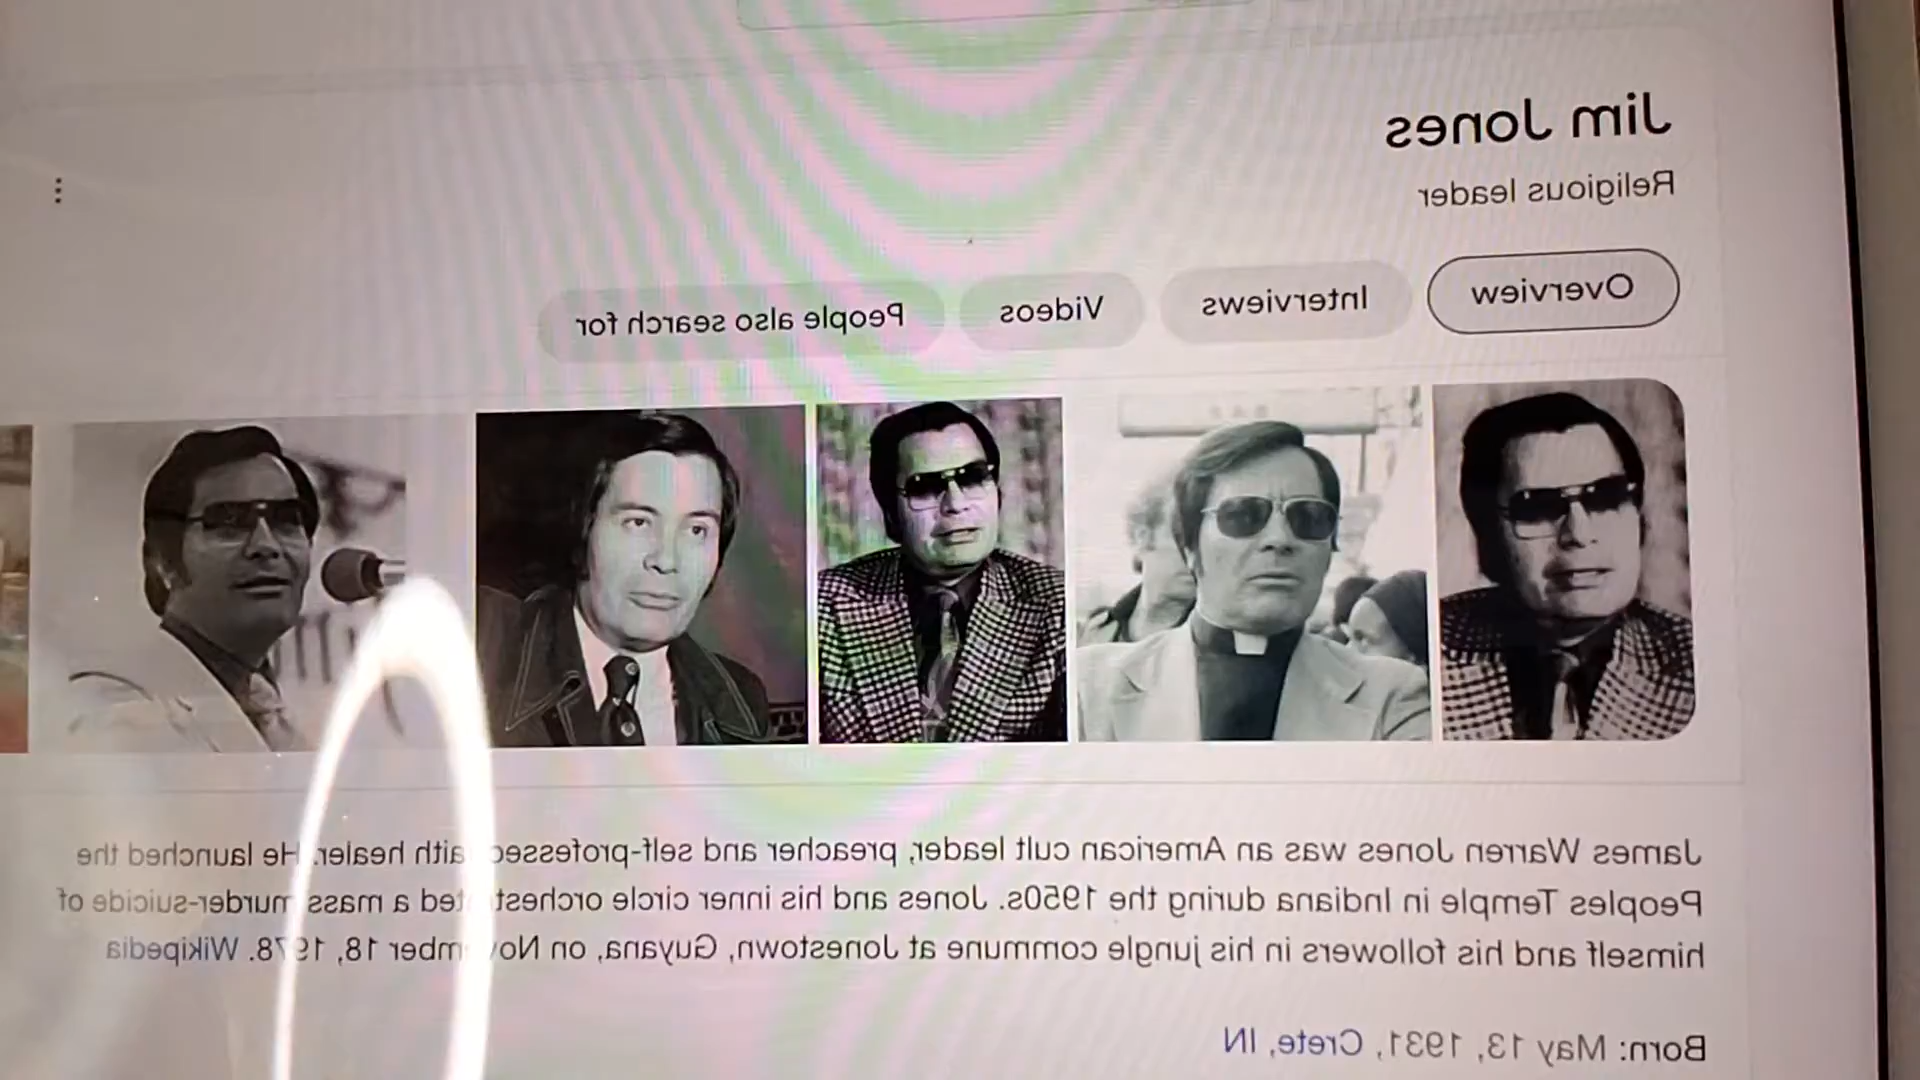 Jim Jones
Religious leader
Overview Interviews Videos People also search for
James Warren Jones was an American cult leader, preacher and self-professed faith healer. He launched the
Peoples Temple in Indiana during the 1950s. Jones and his inner circle orchestrated a mass murder-suicide of
himself and his followers in his jungle commune at Jonestown, Guyana, on November 18, 1978. Wikipedia
Born: May 13, 1931, Crete, IN